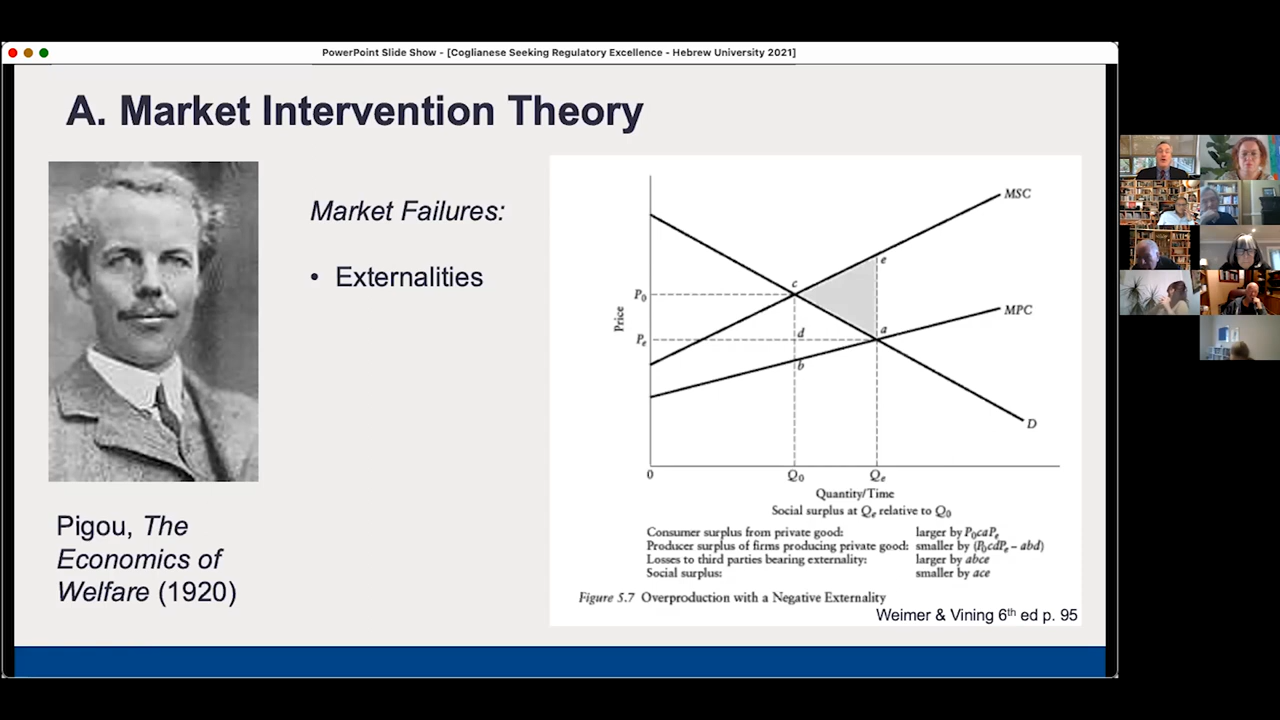 PowerPoint Slide Show - [Coglianese Seeking Regulatory Excellence - Hebrew University 2021]
A. Market Intervention Theory
Market Failures:
• Externalities
Pigou, The
Economics of
Welfare (1920)
MSC
e
c
P0
MPC
Price
a
d
Pe
b
D
0
Q0
Qe
Quantity/Time
Social surplus at Qe relative to Q0
Consumer surplus from private good: larger by P0caPe
Producer surplus of firms producing private good: smaller by (P0cdPe – abd)
Losses to third parties bearing externality: larger by abce
Social surplus: smaller by ace
Figure 5.7 Overproduction with a Negative Externality
Weimer & Vining 6th ed p. 95